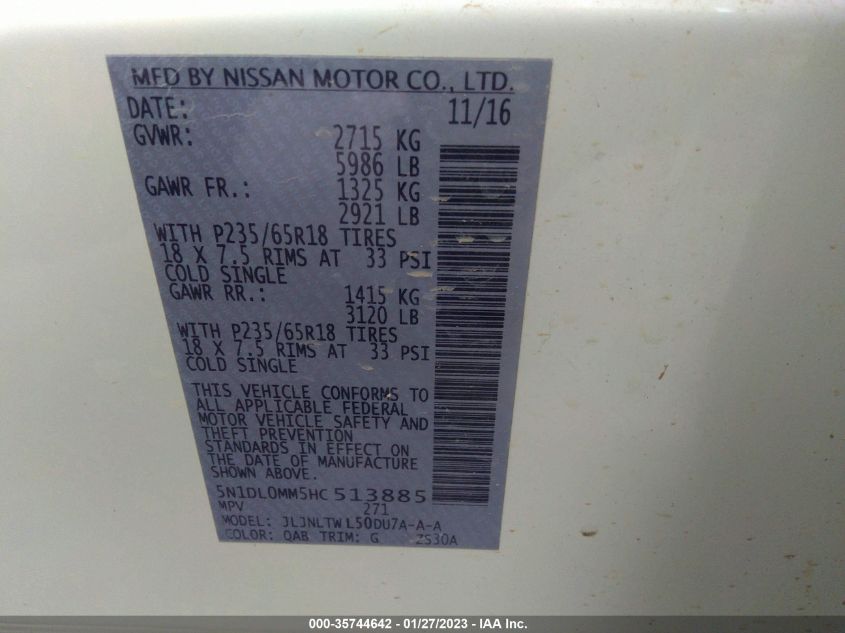 MFD BY NISSAN MOTOR CO., LTD.
DATE: 11/16
GVWR: 2715 KG
5986 LB
GAWR FR.: 1325 KG
2921 LB
WITH P235/65R18 TIRES
18 X 7.5 RIMS AT 33 PSI
COLD SINGLE
GAWR RR.: 1415 KG
3120 LB
WITH P235/65R18 TIRES
18 X 7.5 RIMS AT 33 PSI
COLD SINGLE
THIS VEHICLE CONFORMS TO
ALL APPLICABLE FEDERAL
MOTOR VEHICLE SAFETY AND
THEFT PREVENTION
STANDARDS IN EFFECT ON
THE DATE OF MANUFACTURE
SHOWN ABOVE.
5N1DL0MM5HC513885
MPV 271
MODEL: JLJNLTWL50DU7A-A-A
COLOR: QAB TRIM: G 2S30A
000-35744642 - 01/27/2023 - IAA Inc.